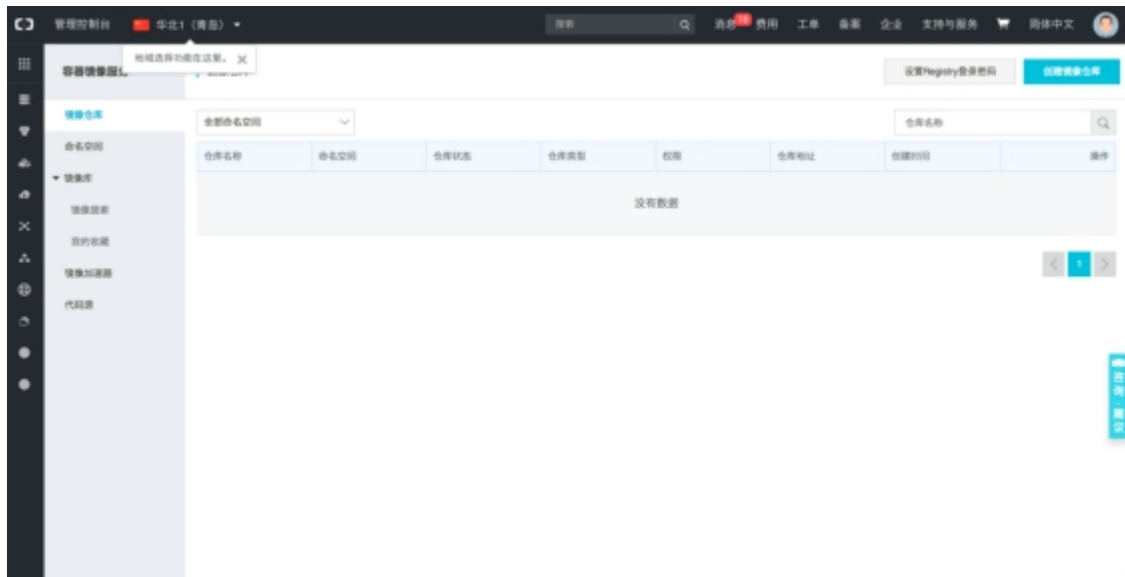 管理控制台 华北1（青岛） 搜索 消息 18 费用 工单 备案 企业 支持与服务 简体中文
地域选择功能在这里。
容器镜像服务
设置Registry登录密码 创建镜像仓库
镜像仓库
命名空间
镜像库
镜像搜索
我的收藏
镜像加速器
代码源
全部命名空间 仓库名称
仓库名称 命名空间 仓库状态 仓库类型 权限 仓库地址 创建时间 操作
没有数据
1
咨询·建议